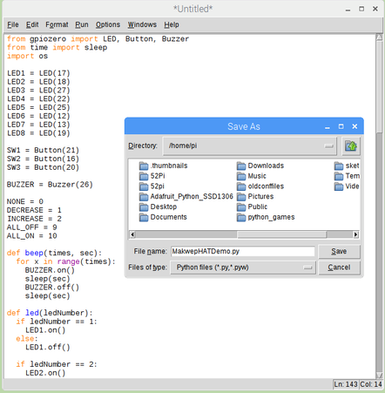 *Untitled*
File Edit Format Run Options Windows Help
from gpiozero import LED, Button, Buzzer
from time import sleep
import os
LED1 = LED(17)
LED2 = LED(18)
LED3 = LED(27)
LED4 = LED(22)
LED5 = LED(25)
LED6 = LED(12)
LED7 = LED(13)
LED8 = LED(19)
SW1 = Button(21)
SW2 = Button(16)
SW3 = Button(20)
BUZZER = Buzzer(26)
NONE = 0
DECREASE = 1
INCREASE = 2
ALL_OFF = 9
ALL_ON = 10
def beep(times, sec):
for x in range(times):
BUZZER.on()
sleep(sec)
BUZZER.off()
sleep(sec)
def led(ledNumber):
if ledNumber == 1:
LED1.on()
else:
LED1.off()
if ledNumber == 2:
LED2.on()
Save As
Directory: /home/pi
.thumbnails Downloads sket
52Pi Music Tem
52pi oldconffiles Vide
Adafruit_Python_SSD1306 Pictures
Desktop Public
Documents python_games
File name: MakwepHATDemo.py Save
Files of type: Python files (*.py,*.pyw) Cancel
Ln: 143 Col: 14